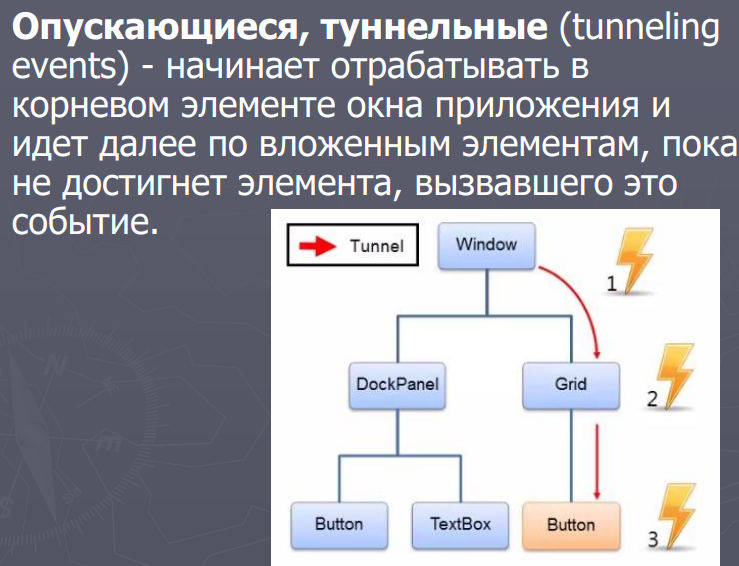 Опускающиеся, туннельные (tunneling
events) - начинает отрабатывать в
корневом элементе окна приложения и
идет далее по вложенным элементам, пока
не достигнет элемента, вызвавшего это
событие.
Tunnel
Window
1
DockPanel
Grid
2
Button
TextBox
Button
3
N